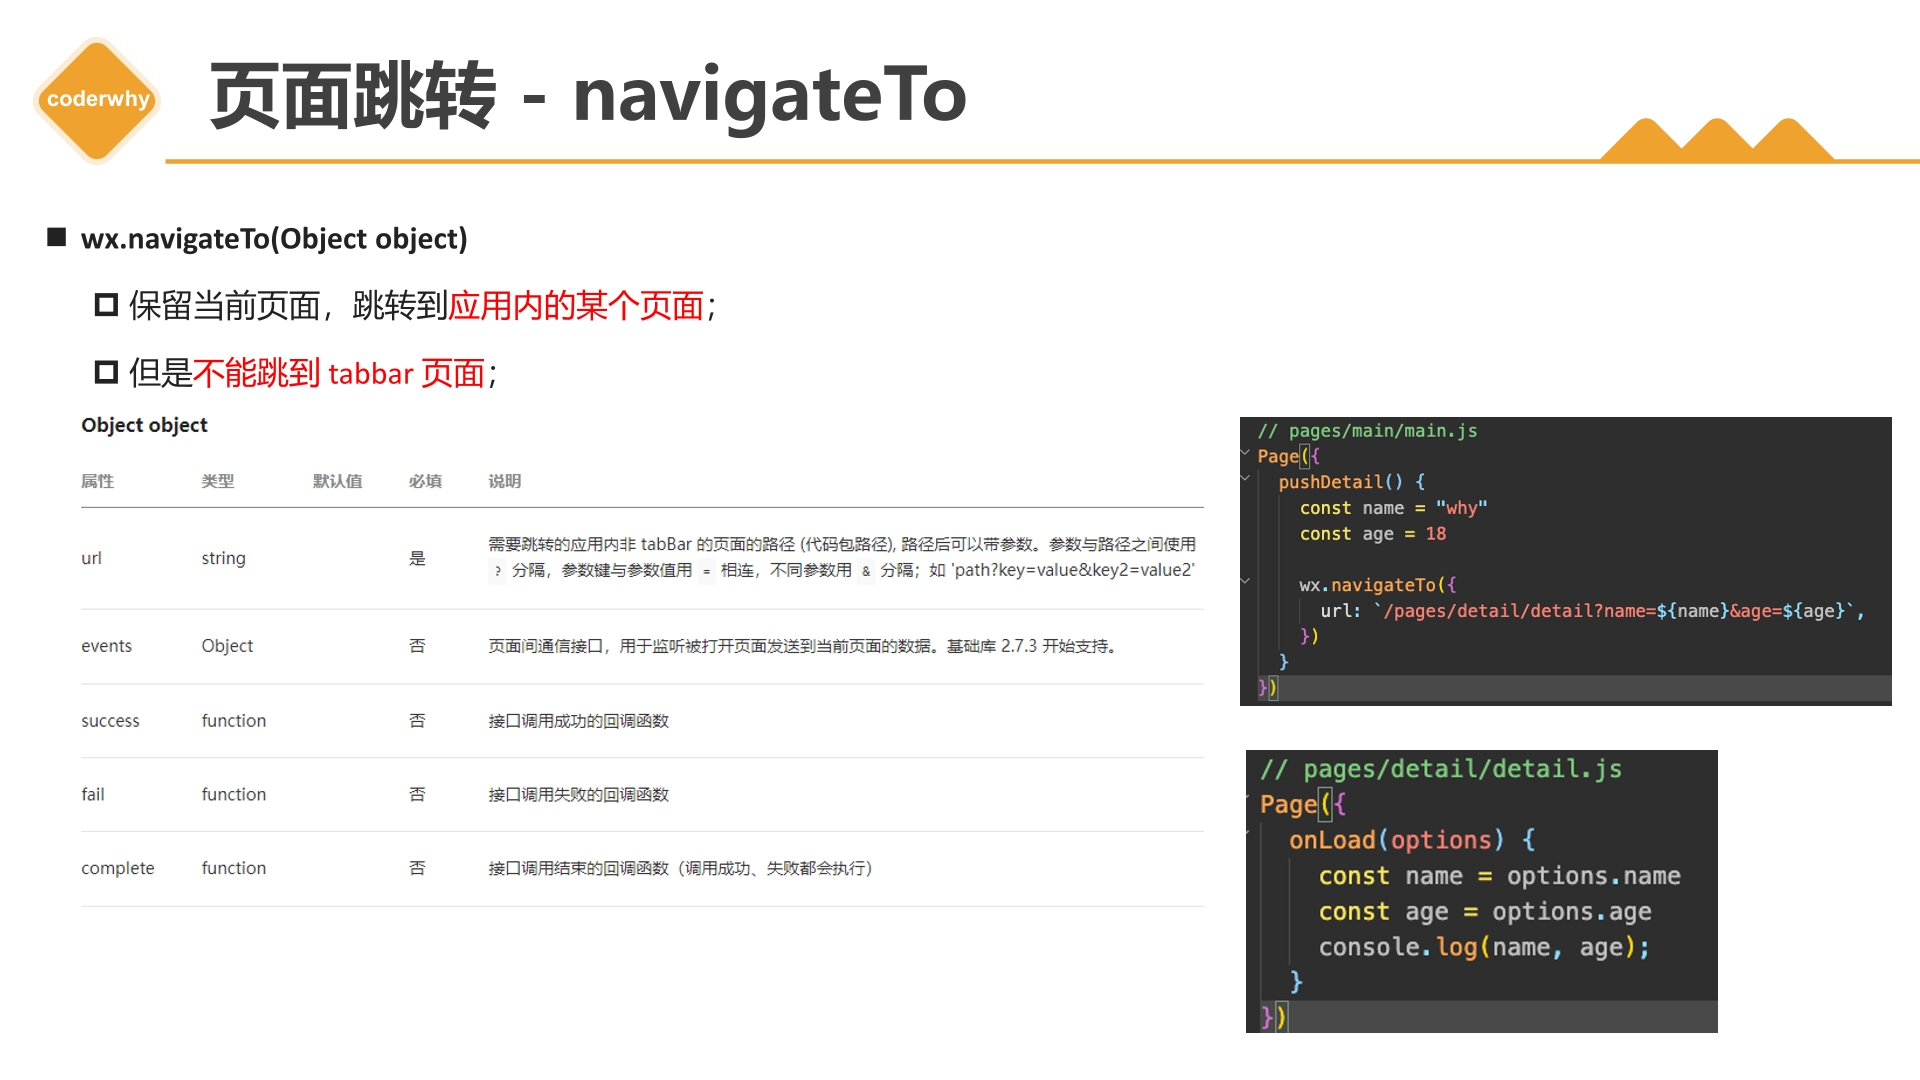 coderwhy
页面跳转 - navigateTo
wx.navigateTo(Object object)
保留当前页面，跳转到应用内的某个页面；
但是不能跳到 tabbar 页面；
Object object
属性 类型 默认值 必填 说明
url string 是 需要跳转的应用内非 tabBar 的页面的路径 (代码包路径), 路径后可以带参数。参数与路径之间使用
? 分隔，参数键与参数值用 = 相连，不同参数用 & 分隔；如 'path?key=value&key2=value2'
events Object 否 页面间通信接口，用于监听被打开页面发送到当前页面的数据。基础库 2.7.3 开始支持。
success function 否 接口调用成功的回调函数
fail function 否 接口调用失败的回调函数
complete function 否 接口调用结束的回调函数（调用成功、失败都会执行）
// pages/main/main.js
Page({
pushDetail() {
const name = "why"
const age = 18
wx.navigateTo({
url: `/pages/detail/detail?name=${name}&age=${age}`,
})
}
})
// pages/detail/detail.js
Page({
onLoad(options) {
const name = options.name
const age = options.age
console.log(name, age);
}
})